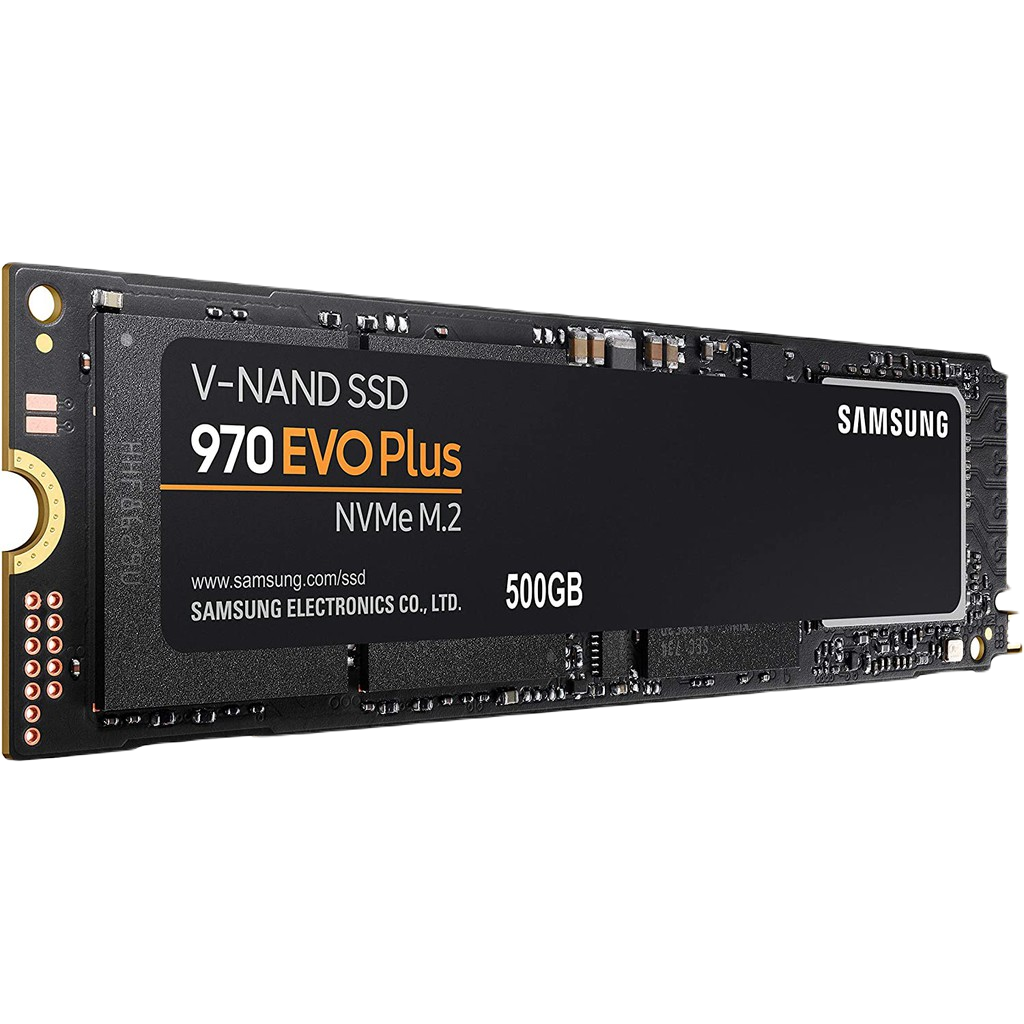 V-NAND SSD
970 EVO Plus
NVMe M.2
www.samsung.com/ssd
SAMSUNG ELECTRONICS CO., LTD.
500GB
SAMSUNG